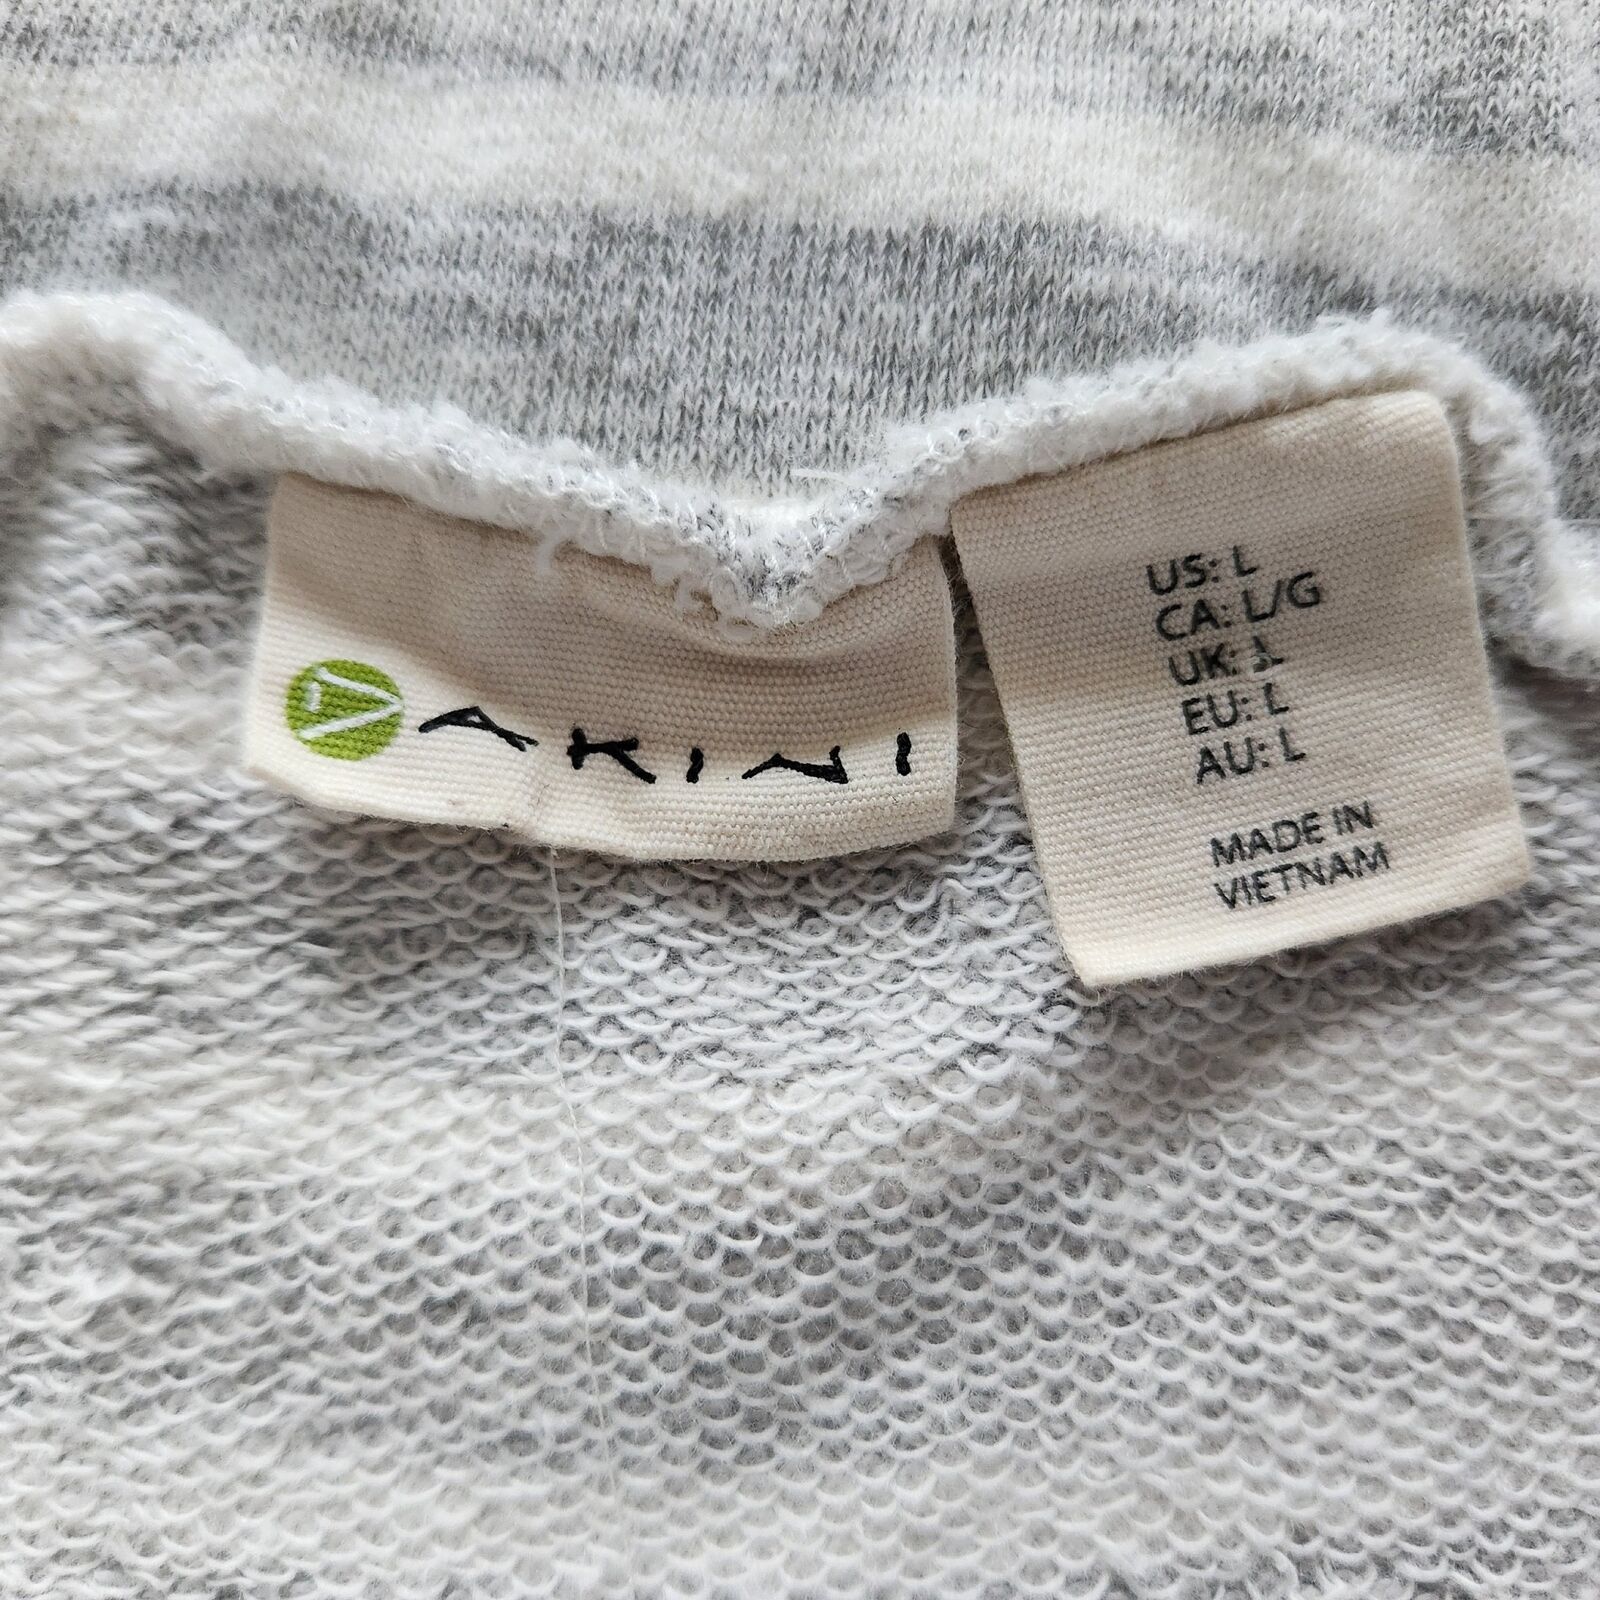 AKINI
US: L
CA: L/G
UK: L
EU: L
AU: L
MADE IN
VIETNAM